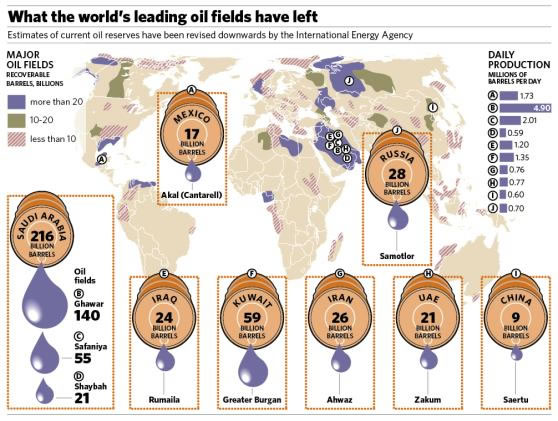 What the world's leading oil fields have left
Estimates of current oil reserves have been revised downwards by the International Energy Agency
MAJOR
OIL FIELDS
RECOVERABLE
BARRELS, BILLIONS
more than 20
10-20
less than 10
DAILY
PRODUCTION
MILLIONS OF
BARRELS PER DAY
A 1.73
B 4.90
C 2.01
D 0.59
E 1.20
F 1.35
G 0.76
H 0.77
I 0.60
J 0.70
A
J
I
E G
F C
B H
D
A
MEXICO
17
BILLION
BARRELS
Akal (Cantarell)
J
RUSSIA
28
BILLION
BARRELS
Samotlor
SAUDI ARABIA
216
BILLION
BARRELS
Oil
fields
B
Ghawar
140
C
Safaniya
55
D
Shaybah
21
E
IRAQ
24
BILLION
BARRELS
Rumaila
F
KUWAIT
59
BILLION
BARRELS
Greater Burgan
G
IRAN
26
BILLION
BARRELS
Ahwaz
H
UAE
21
BILLION
BARRELS
Zakum
I
CHINA
9
BILLION
BARRELS
Saertu